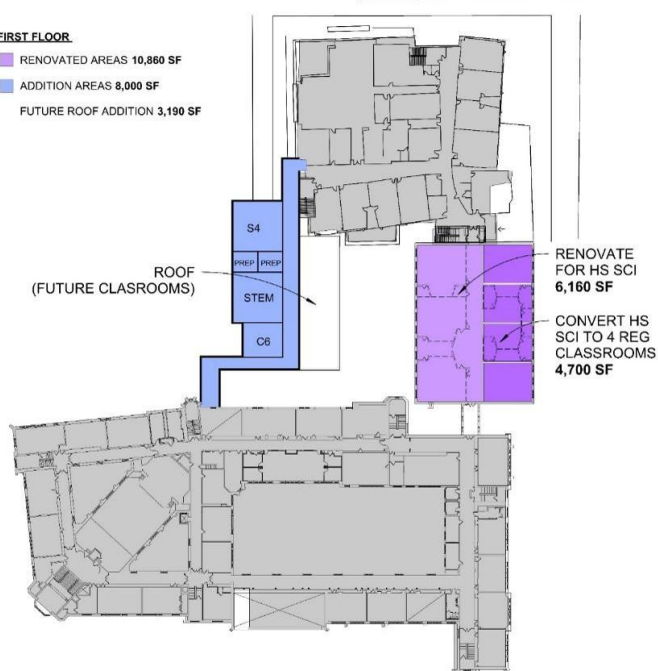 FIRST FLOOR
RENOVATED AREAS 10,860 SF
ADDITION AREAS 8,000 SF
FUTURE ROOF ADDITION 3,190 SF
S4
PREP PREP
STEM
C6
ROOF
(FUTURE CLASROOMS)
RENOVATE
FOR HS SCI
6,160 SF
CONVERT HS
SCI TO 4 REG
CLASSROOMS
4,700 SF